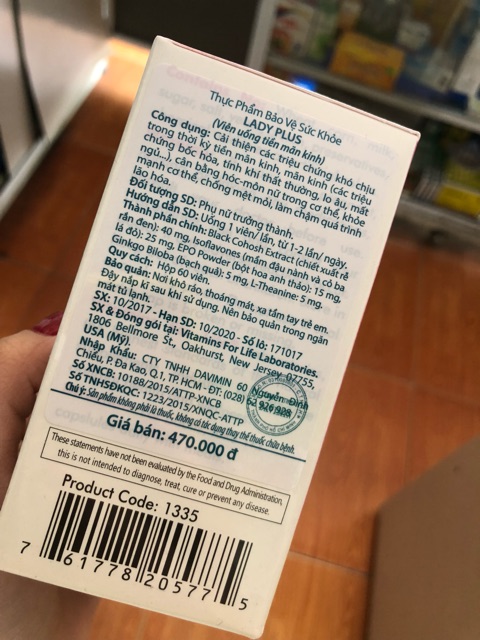 Thực Phẩm Bảo Vệ Sức Khỏe
LADY PLUS
(Viên uống tiền mãn kinh)
Công dụng: Cải thiện các triệu chứng khó chịu
trong thời kỳ tiền mãn kinh, mãn kinh (các triệu
chứng bốc hỏa, tính khí thất thường, lo âu, mất
ngủ...), cân bằng hóc-môn nữ trong cơ thể, khỏe
mạnh cơ thể, chống mệt mỏi, làm chậm quá trình
lão hóa.
Đối tượng SD: Phụ nữ trưởng thành.
Hướng dẫn SD: Uống 1 viên/ lần, từ 1-2 lần/ ngày,
Thành phần chính: Black Cohosh Extract (chiết xuất rễ
rắn đen): 40 mg, Isoflavones (mầm đậu nành và cỏ ba
lá đỏ): 25 mg, EPO Powder (bột hoa anh thảo): 15 mg,
Ginkgo Biloba (bạch quả): 5 mg, L-Theanine: 5 mg.
Quy cách: Hộp 60 viên.
Bảo quản: Nơi khô ráo, thoáng mát, xa tầm tay trẻ em.
Đậy nắp kĩ sau khi sử dụng. Nên bảo quản trong ngăn
mát tủ lạnh.
SX: 10/2017 - Hạn SD: 10/2020 - Số lô: 171017
SX & Đóng gói tại: Vitamins For Life Laboratories.
1806 Bellmore St., Oakhurst, New Jersey 07755,
USA (Mỹ).
Nhập Khẩu: CTY TNHH DAVIMIN 60 Nguyễn Đình
Chiểu, P. Đa Kao, Q.1, TP.HCM - ĐT: (028) 62 926 928
Số XNCB: 10188/2015/ATTP-XNCB
Số TNHSĐKQC: 1223/2015/XNQC-ATTP
Chú ý: Sản phẩm không phải là thuốc, không có tác dụng thay thế thuốc chữa bệnh.
Giá bán: 470.000 đ
These statements have not been evaluated by the Food and Drug Administration,
this is not intended to diagnose, treat, cure or prevent any disease.
Product Code: 1335
7 61778 20577 5